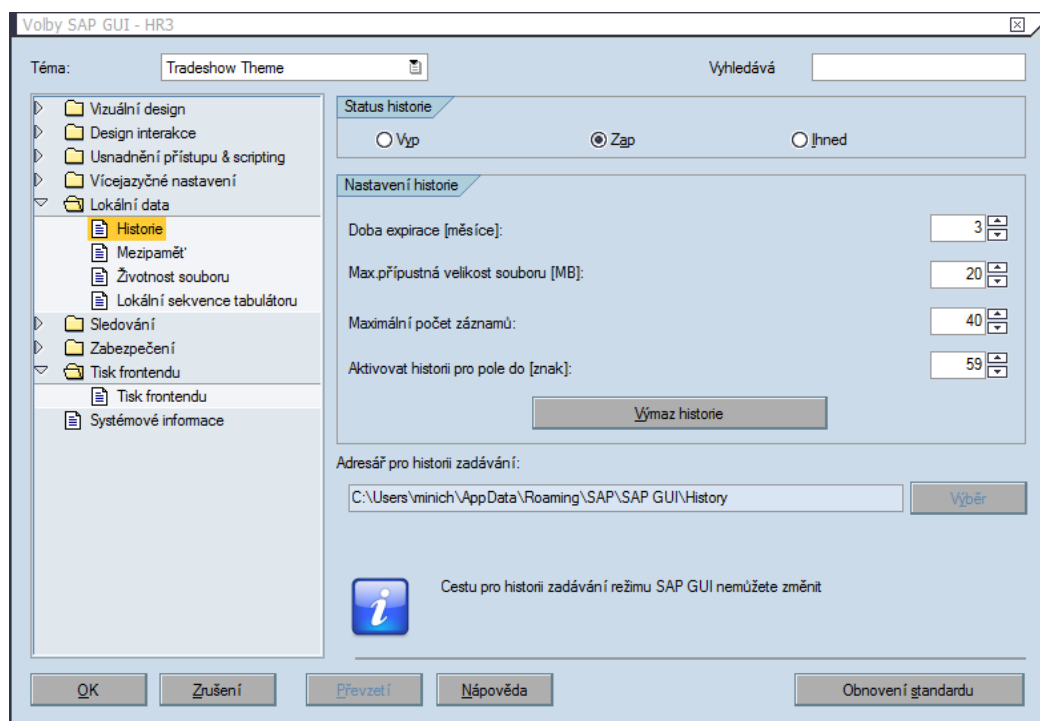 Volby SAP GUI - HR3
Téma:
Tradeshow Theme
Vyhledává
Vizuální design
Design interakce
Usnadnění přístupu & scripting
Vícejazyčné nastavení
Lokální data
Historie
Mezipaměť
Životnost souboru
Lokální sekvence tabulátoru
Sledování
Zabezpečení
Tisk frontendu
Tisk frontendu
Systémové informace
Status historie
Vyp
Zap
Ihned
Nastavení historie
Doba expirace [měsíce]:
3
Max.přípustná velikost souboru [MB]:
20
Maximální počet záznamů:
40
Aktivovat historii pro pole do [znak]:
59
Výmaz historie
Adresář pro historii zadávání:
C:\Users\minich\AppData\Roaming\SAP\SAP GUI\History
Výběr
Cestu pro historii zadávání režimu SAP GUI nemůžete změnit
OK
Zrušení
Převzetí
Nápověda
Obnovení standardu